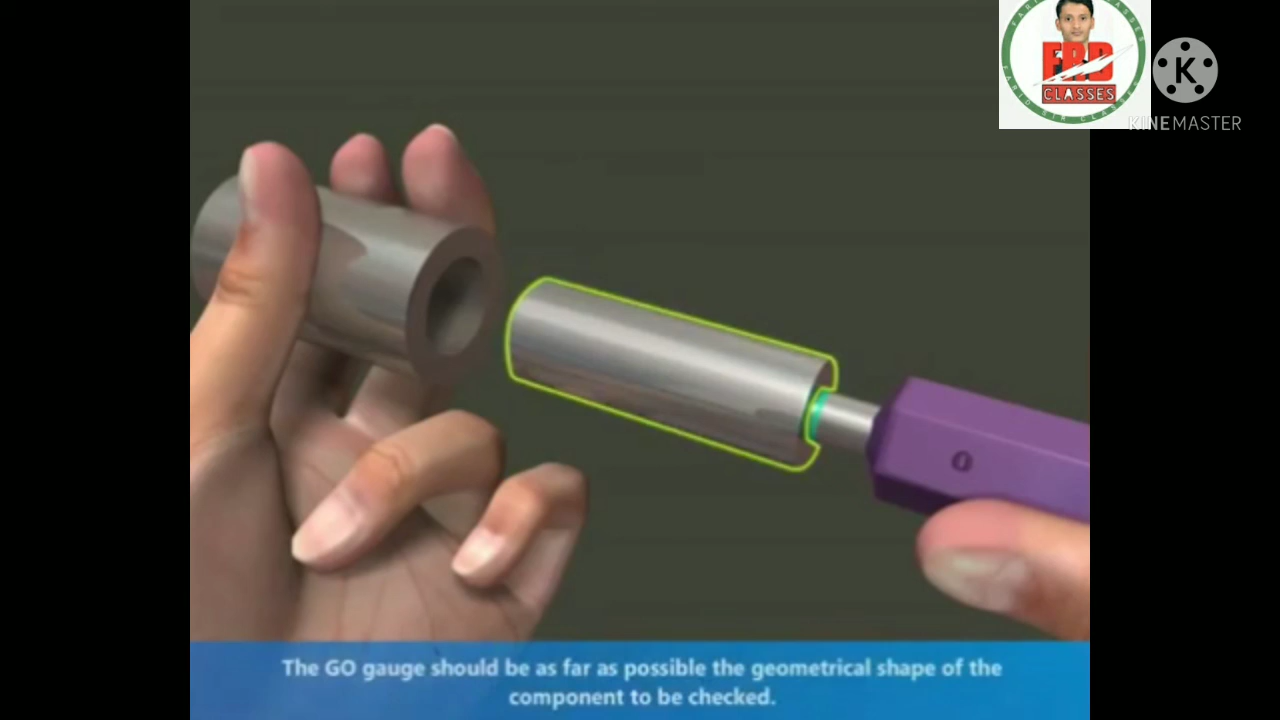 FRD
CLASSES
KINEMASTER
The GO gauge should be as far as possible the geometrical shape of the
component to be checked.